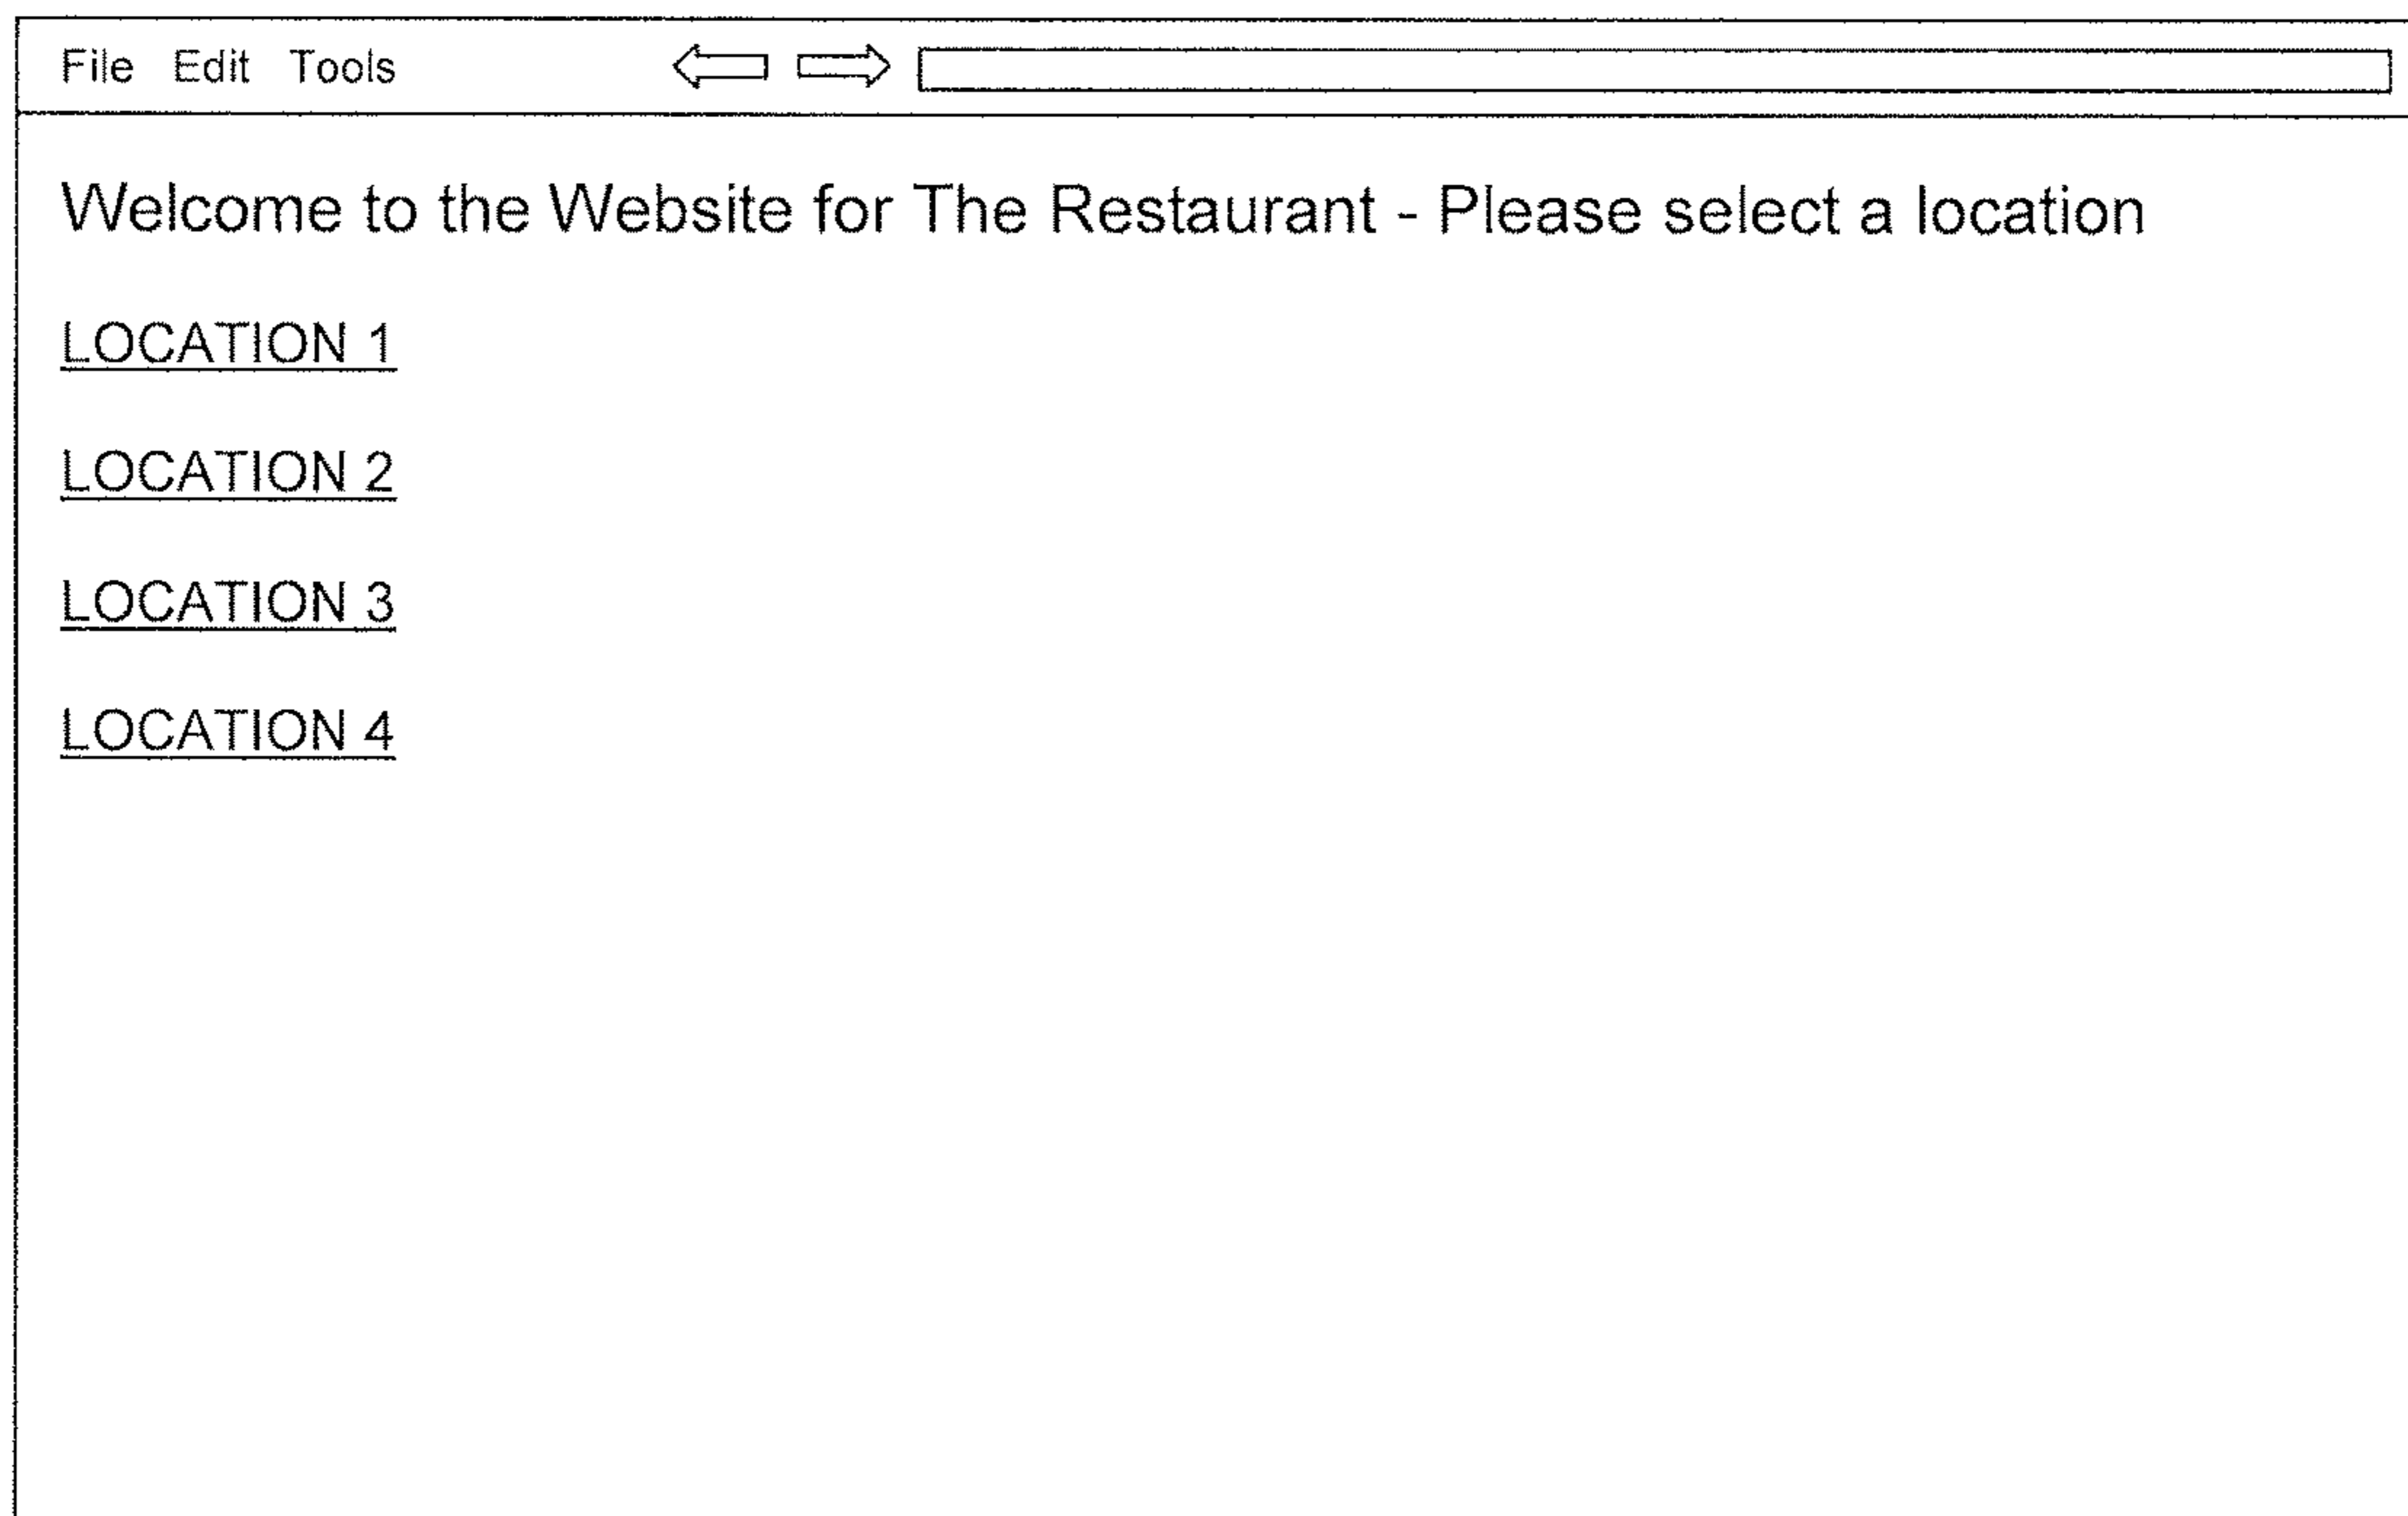 File Edit Tools
Welcome to the Website for The Restaurant - Please select a location
LOCATION 1
LOCATION 2
LOCATION 3
LOCATION 4